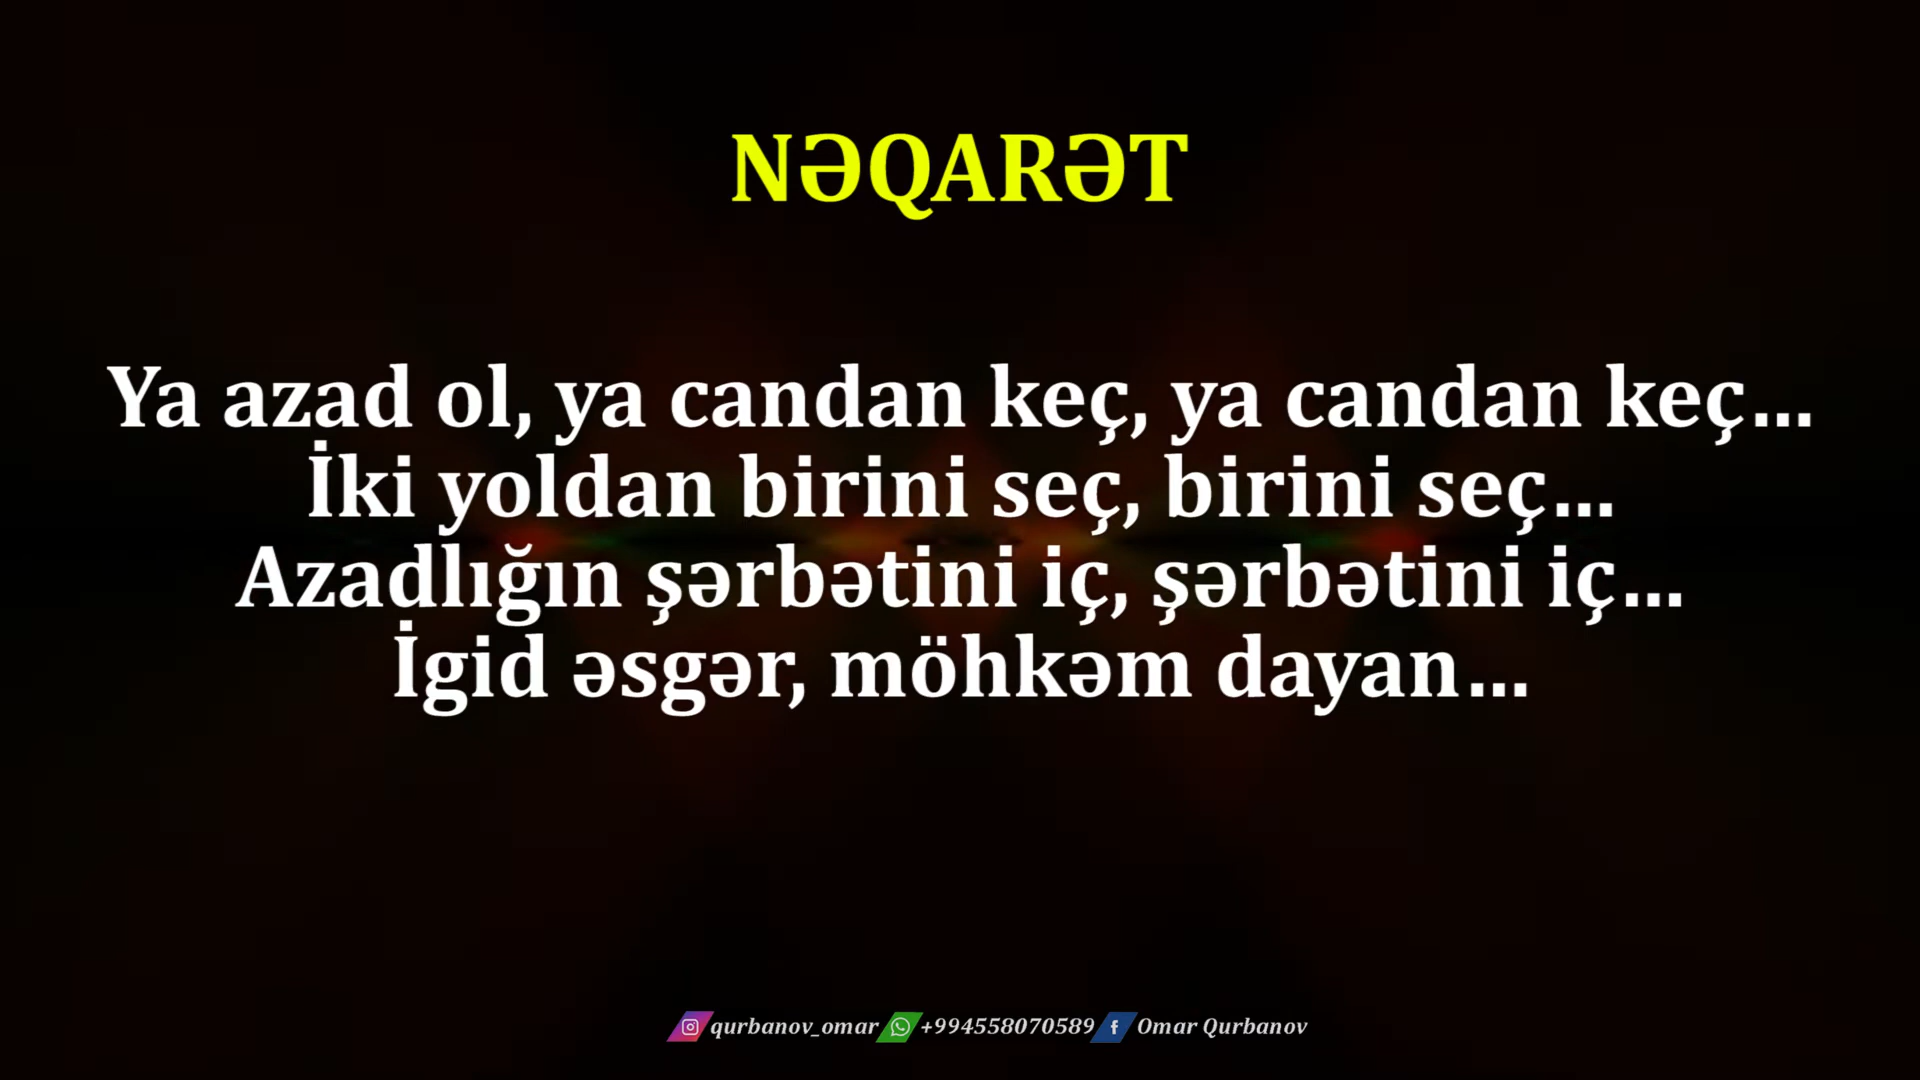 NƏQARƏT
Ya azad ol, ya candan keç, ya candan keç...
İki yoldan birini seç, birini seç...
Azadlığın şərbətini iç, şərbətini iç...
İgid əsgər, möhkəm dayan...
qurbanov_omar +994558070589 Omar Qurbanov